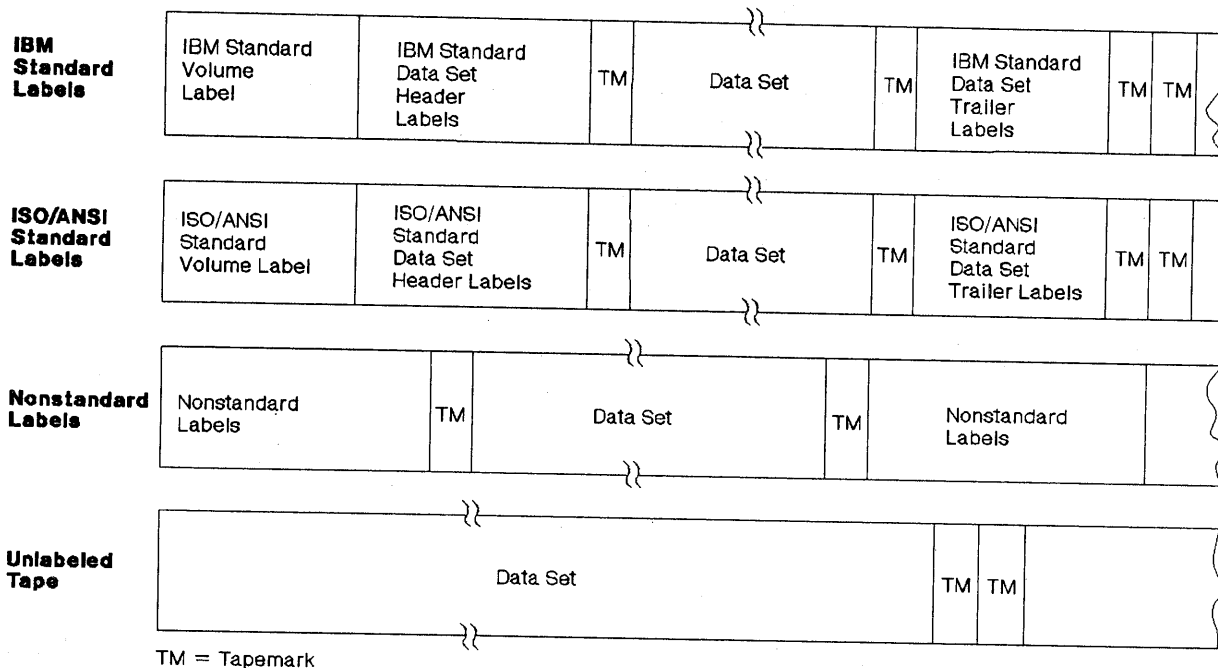 IBM
Standard
Labels
IBM Standard
Volume
Label
IBM Standard
Data Set
Header
Labels
TM
Data Set
TM
IBM Standard
Data Set
Trailer
Labels
TM
TM
ISO/ANSI
Standard
Labels
ISO/ANSI
Standard
Volume Label
ISO/ANSI
Standard
Data Set
Header Labels
TM
Data Set
TM
ISO/ANSI
Standard
Data Set
Trailer Labels
TM
TM
Nonstandard
Labels
Nonstandard
Labels
TM
Data Set
TM
Nonstandard
Labels
Unlabeled
Tape
Data Set
TM
TM
TM = Tapemark